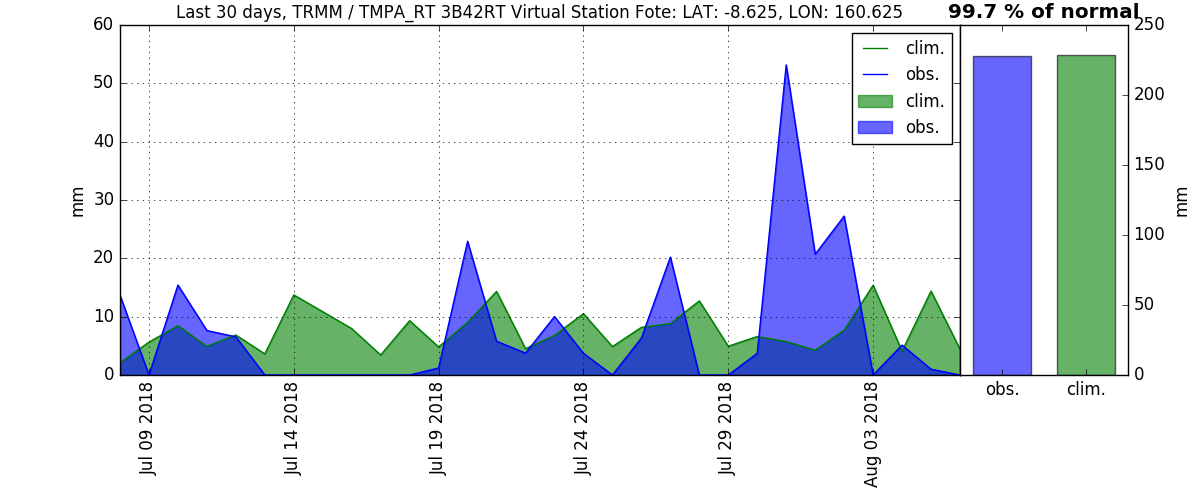 Last 30 days, TRMM / TMPA_RT 3B42RT Virtual Station Fote: LAT: -8.625, LON: 160.625
99.7 % of normal
60
50
40
30
20
10
0
mm
clim.
obs.
clim.
obs.
Jul 09 2018
Jul 14 2018
Jul 19 2018
Jul 24 2018
Jul 29 2018
Aug 03 2018
250
200
150
100
50
0
mm
obs.
clim.